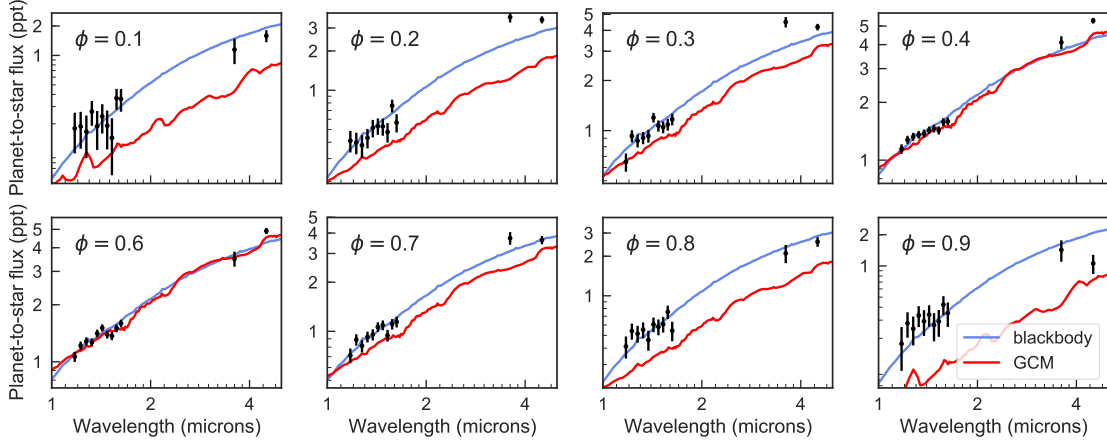 Planet-to-star flux (ppt)
ϕ = 0.1
2
1
1
2
4
ϕ = 0.2
3
2
1
ϕ = 0.3
5
4
3
2
1
ϕ = 0.4
5
4
3
2
1
Planet-to-star flux (ppt)
ϕ = 0.6
5
4
3
2
1
1
2
4
Wavelength (microns)
ϕ = 0.7
5
4
3
2
1
1
2
4
Wavelength (microns)
ϕ = 0.8
3
2
1
1
2
4
Wavelength (microns)
ϕ = 0.9
2
1
blackbody
GCM
1
2
4
Wavelength (microns)